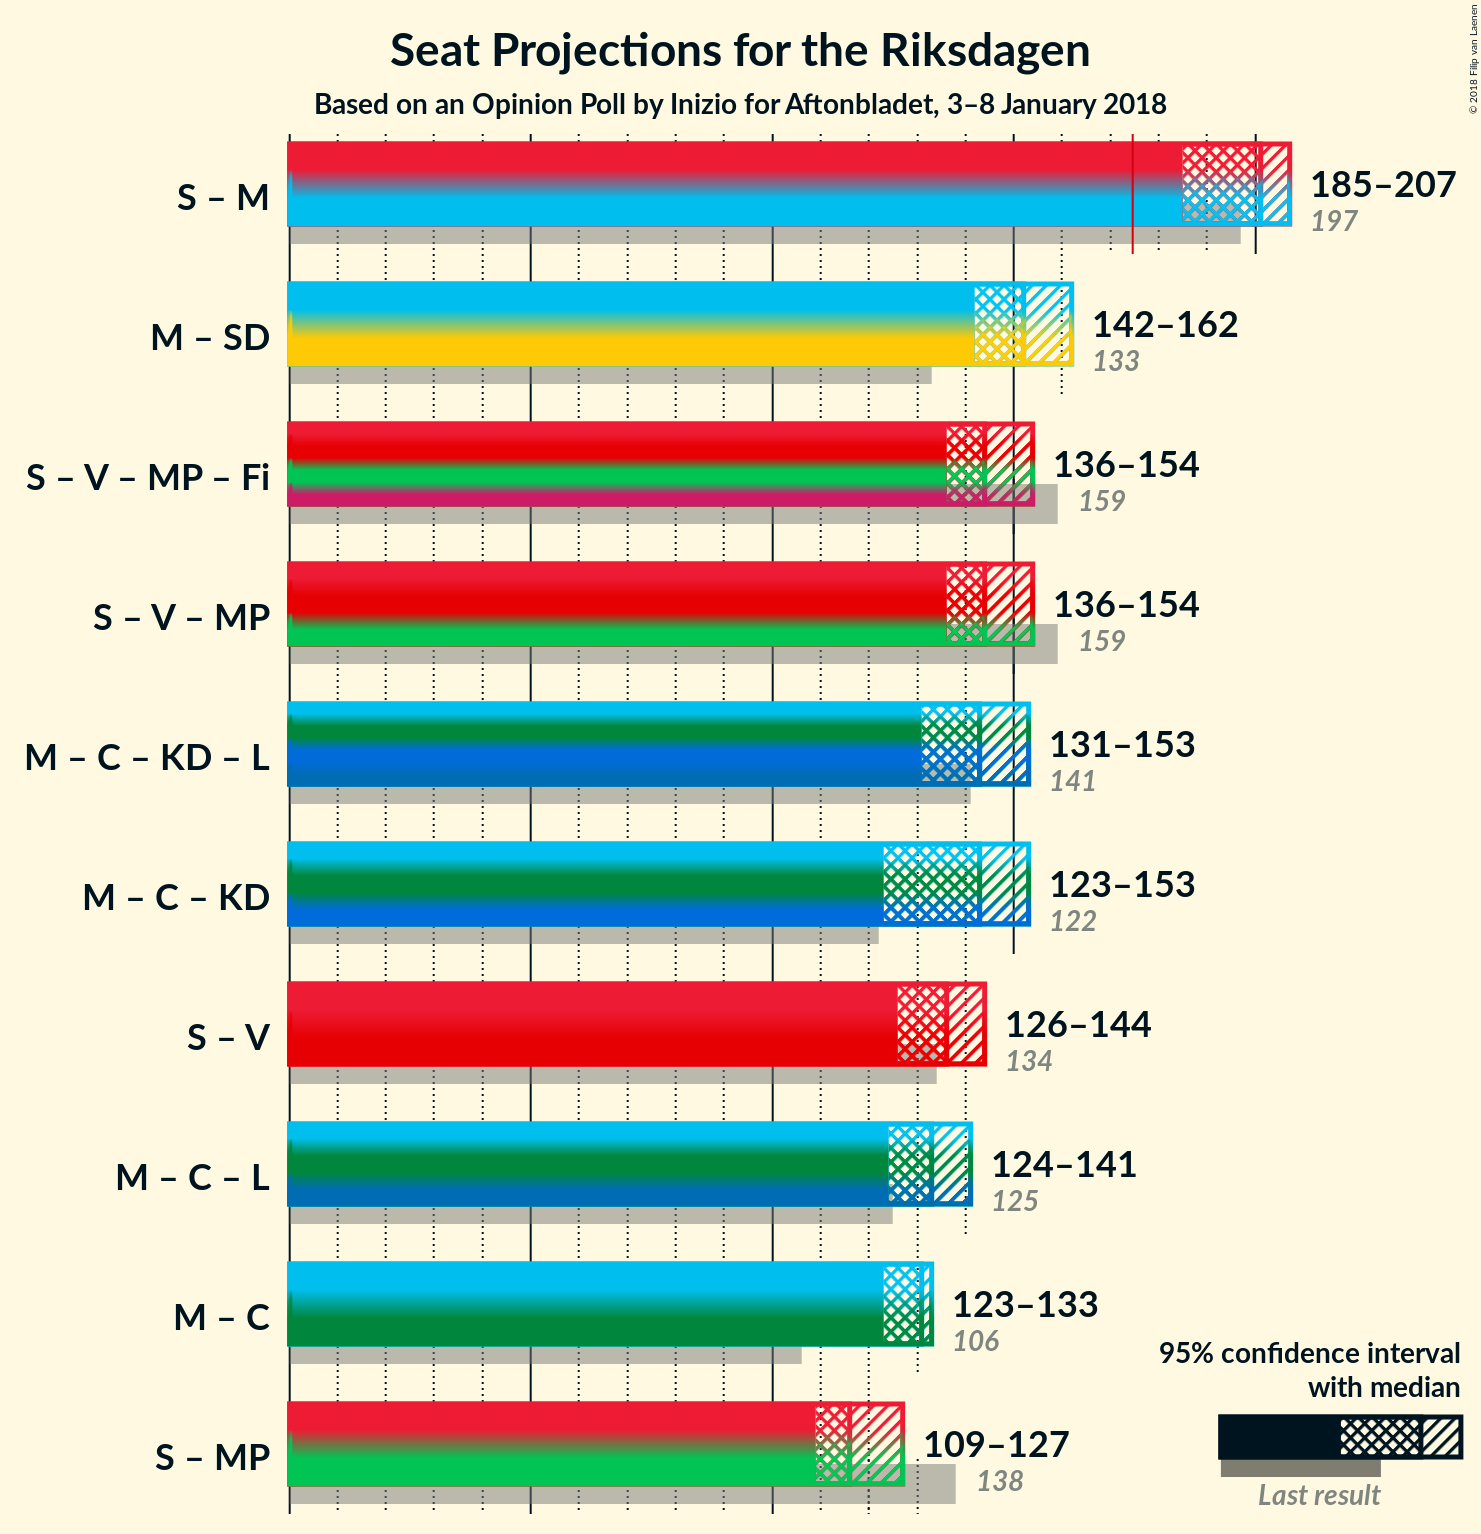 Seat Projections for the Riksdagen
Based on an Opinion Poll by Inizio for Aftonbladet, 3–8 January 2018
© 2018 Filip van Laenen
S – M
185–207
197
M – SD
142–162
133
S – V – MP – Fi
136–154
159
S – V – MP
136–154
159
M – C – KD – L
131–153
141
M – C – KD
123–153
122
S – V
126–144
134
M – C – L
124–141
125
M – C
123–133
106
S – MP
109–127
138
95% confidence interval
with median
Last result